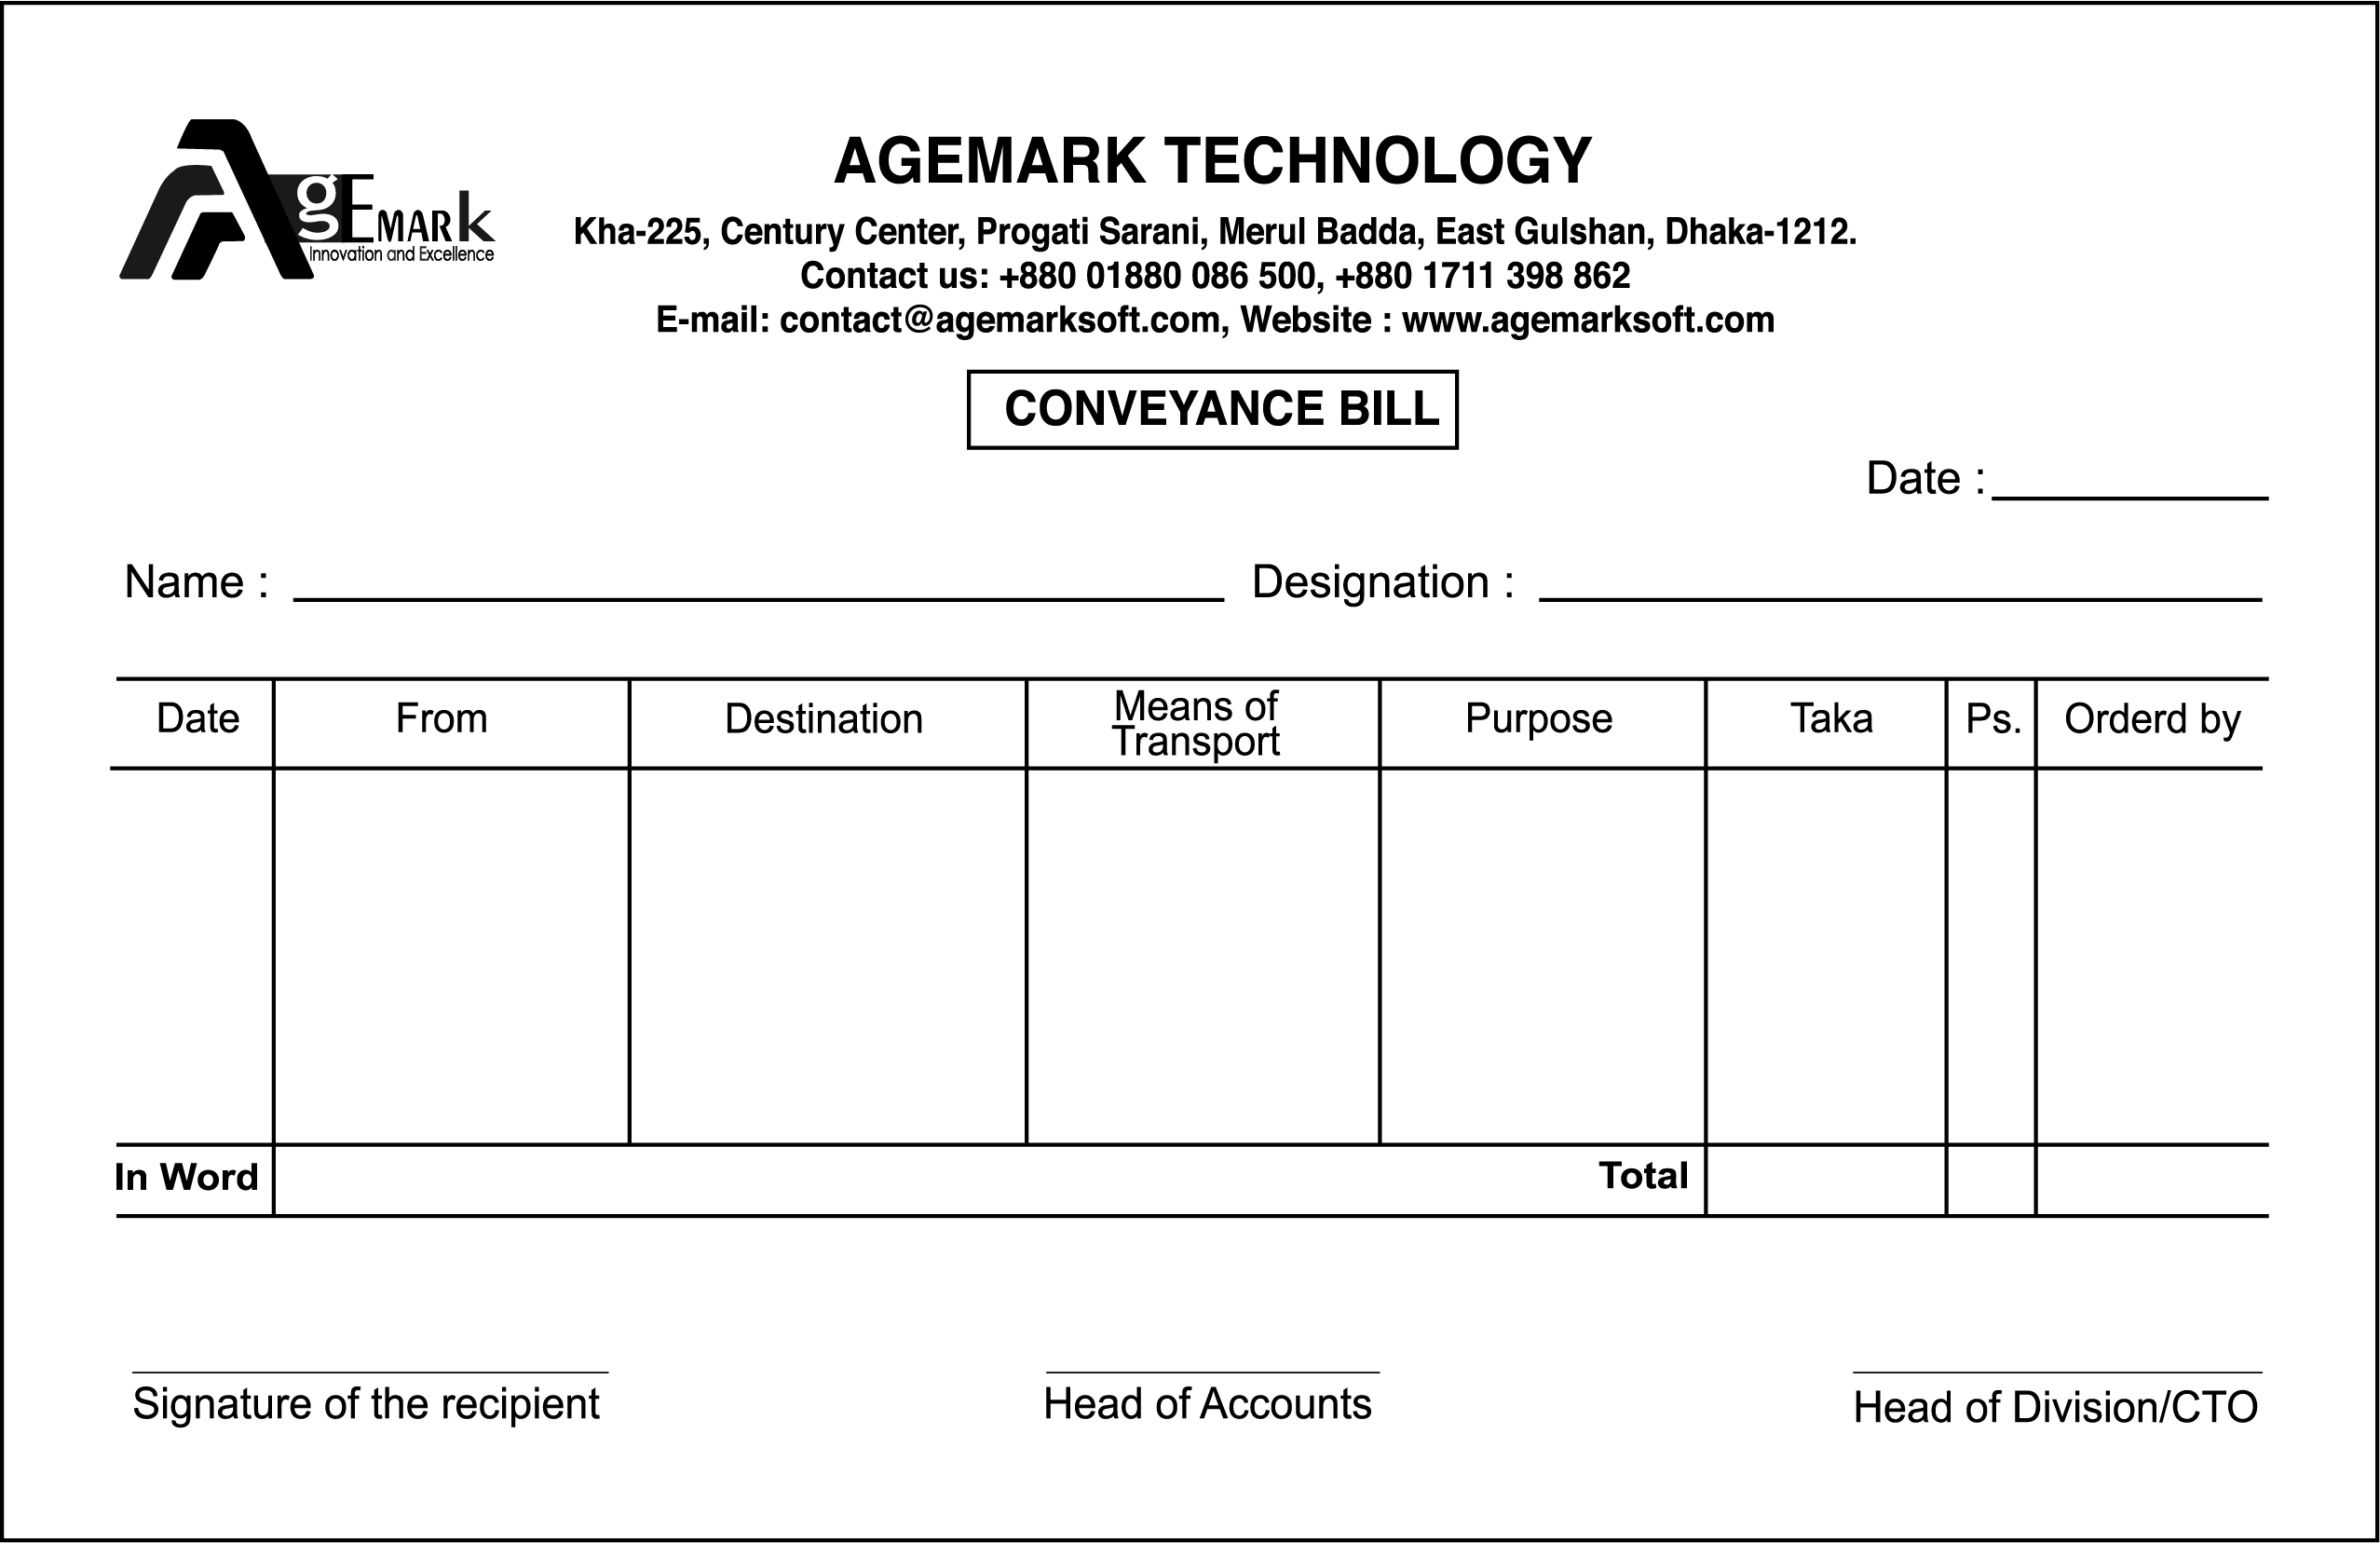 AgEmark
Innovation and Excellence
AGEMARK TECHNOLOGY
Kha-225, Century Center, Progati Sarani, Merul Badda, East Gulshan, Dhaka-1212.
Contact us: +880 01880 086 500, +880 1711 398 862
E-mail: contact@agemarksoft.com, Website : www.agemarksoft.com
CONVEYANCE BILL
Date :
Name : Designation :
Date From Destination Means of Transport Purpose Taka Ps. Orderd by
In Word Total
Signature of the recipient Head of Accounts Head of Division/CTO